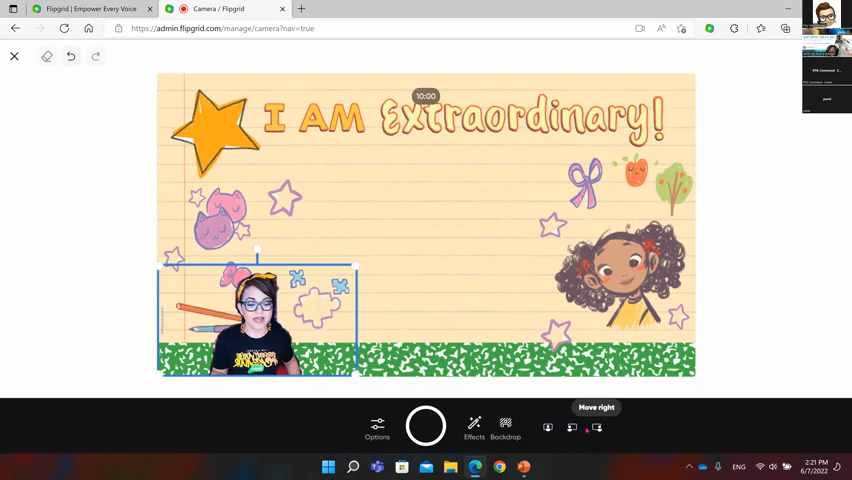 Flipgrid | Empower Every Voice
Camera / Flipgrid
https://admin.flipgrid.com/manage/camera?nav=true
10:00
I AM Extraordinary!
Move right
Options
Effects
Backdrop
ENG
2:21 PM
6/7/2022